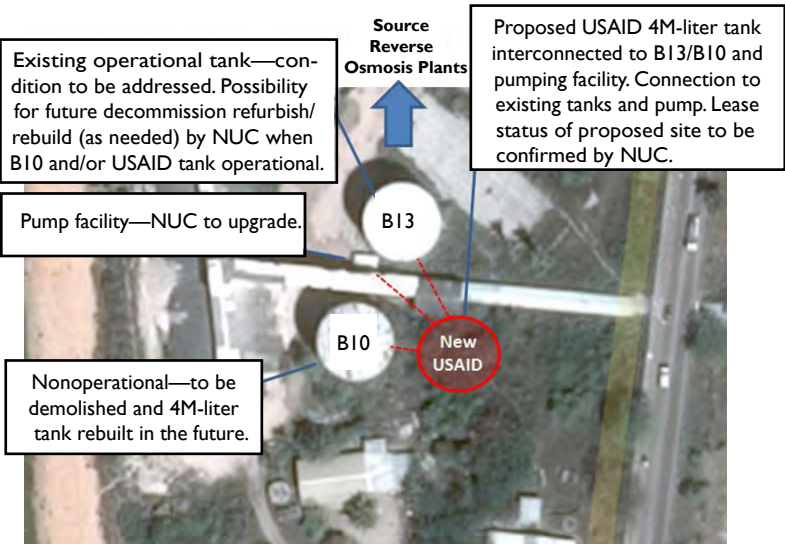 Source
Reverse
Osmosis Plants
Existing operational tank—con-
dition to be addressed. Possibility
for future decommission refurbish/
rebuild (as needed) by NUC when
B10 and/or USAID tank operational.
Proposed USAID 4M-liter tank
interconnected to B13/B10 and
pumping facility. Connection to
existing tanks and pump. Lease
status of proposed site to be
confirmed by NUC.
Pump facility—NUC to upgrade.
B13
B10
New
USAID
Nonoperational—to be
demolished and 4M-liter
tank rebuilt in the future.